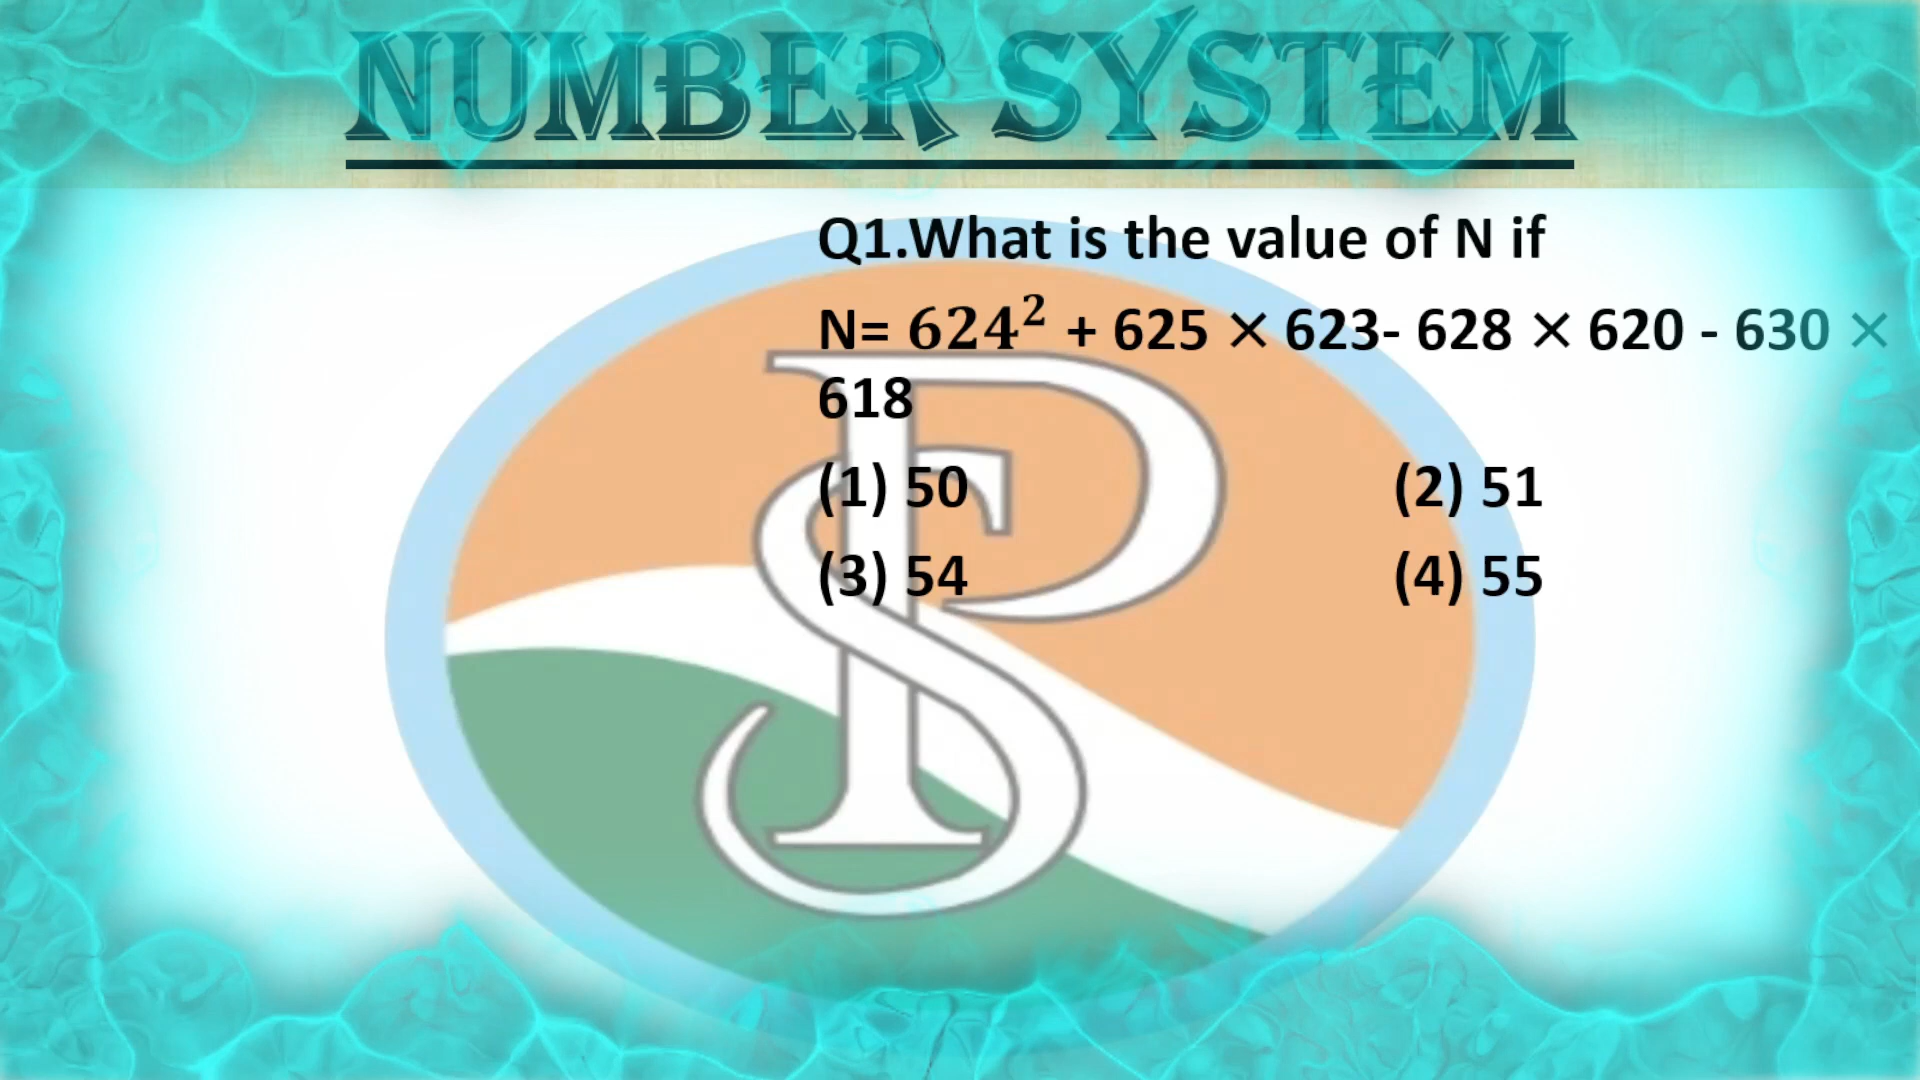 NUMBER SYSTEM
Q1.What is the value of N if
N= 624² + 625 × 623- 628 × 620 - 630 ×
618
(1) 50 (2) 51
(3) 54 (4) 55